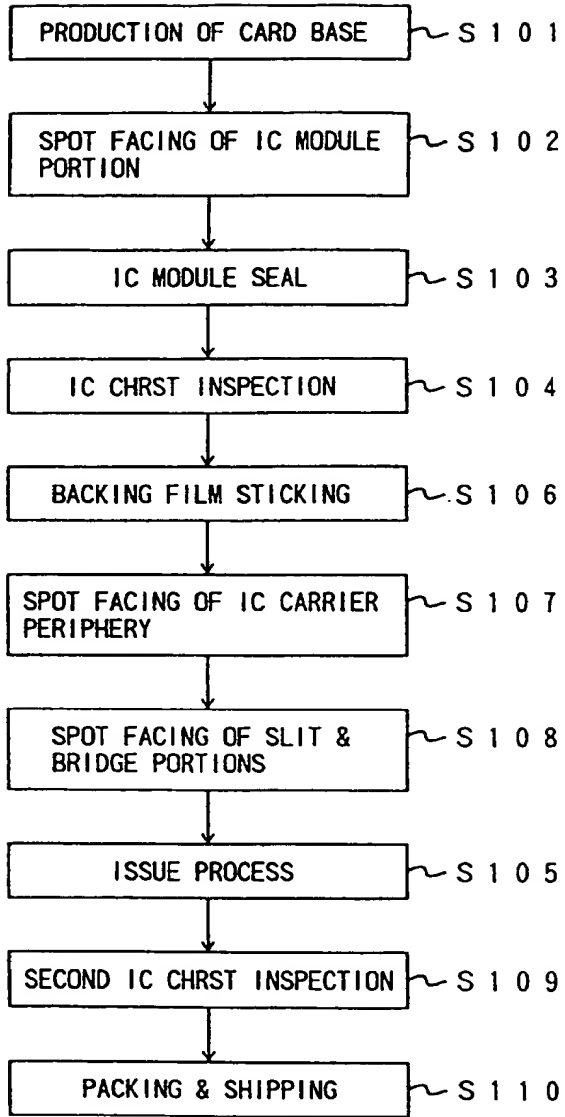 PRODUCTION OF CARD BASE S101
SPOT FACING OF IC MODULE S102
PORTION
IC MODULE SEAL S103
IC CHRST INSPECTION S104
BACKING FILM STICKING S106
SPOT FACING OF IC CARRIER S107
PERIPHERY
SPOT FACING OF SLIT & S108
BRIDGE PORTIONS
ISSUE PROCESS S105
SECOND IC CHRST INSPECTION S109
PACKING & SHIPPING S110